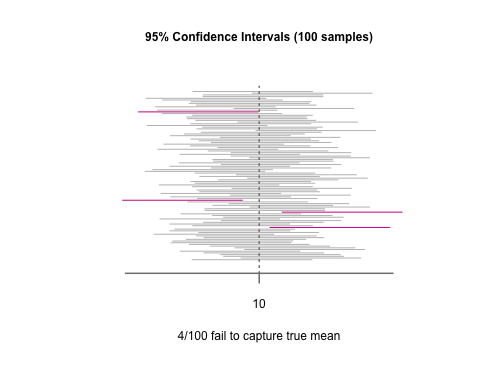 95% Confidence Intervals (100 samples)
10
4/100 fail to capture true mean